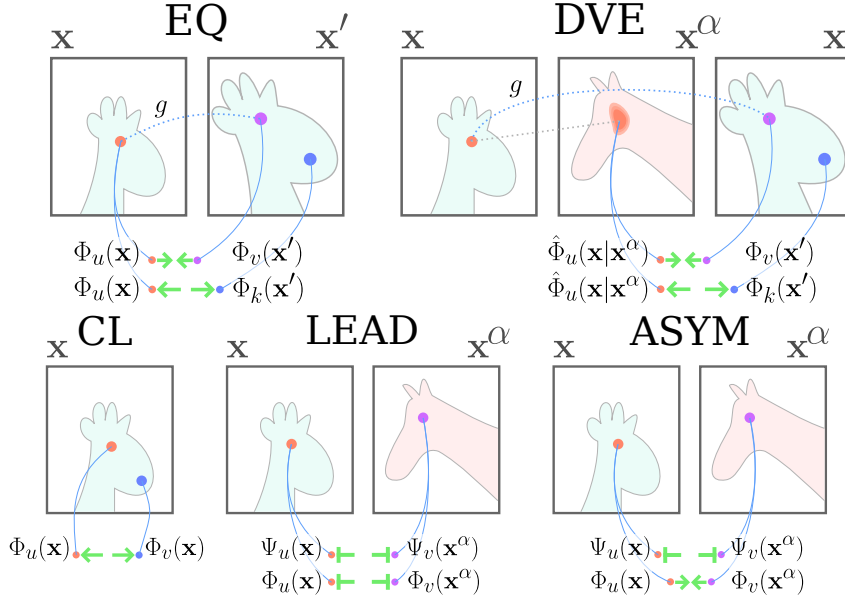 EQ DVE
𝐱 𝐱′ 𝐱 𝐱^α 𝐱
g g
Φ_u(𝐱) Φ_v(𝐱′) Φ̂_u(𝐱|𝐱^α) Φ_v(𝐱′)
Φ_u(𝐱) Φ_k(𝐱′) Φ̂_u(𝐱|𝐱^α) Φ_k(𝐱′)
CL LEAD ASYM
𝐱 𝐱 𝐱^α 𝐱 𝐱^α
Φ_u(𝐱) Φ_v(𝐱) Ψ_u(𝐱) Ψ_v(𝐱^α) Ψ_u(𝐱) Ψ_v(𝐱^α)
Φ_u(𝐱) Φ_v(𝐱^α) Φ_u(𝐱) Φ_v(𝐱^α)